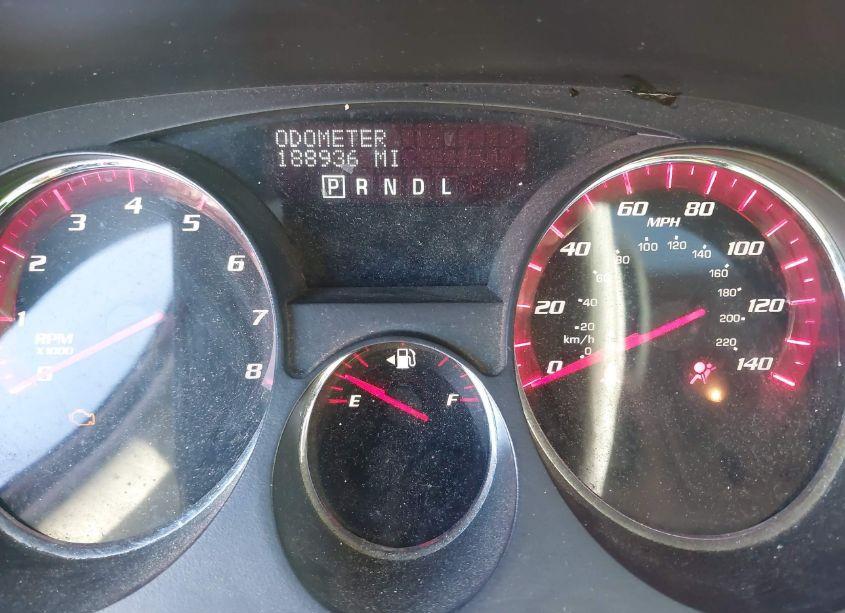 ODOMETER
188936 MI
P R N D L
1 2 3 4 5 6 7 8
RPM
X1000
E F
0 20 40 60 80 100 120 140
MPH
0 20 40 60 80 100 120 140 160 180 200 220
km/h